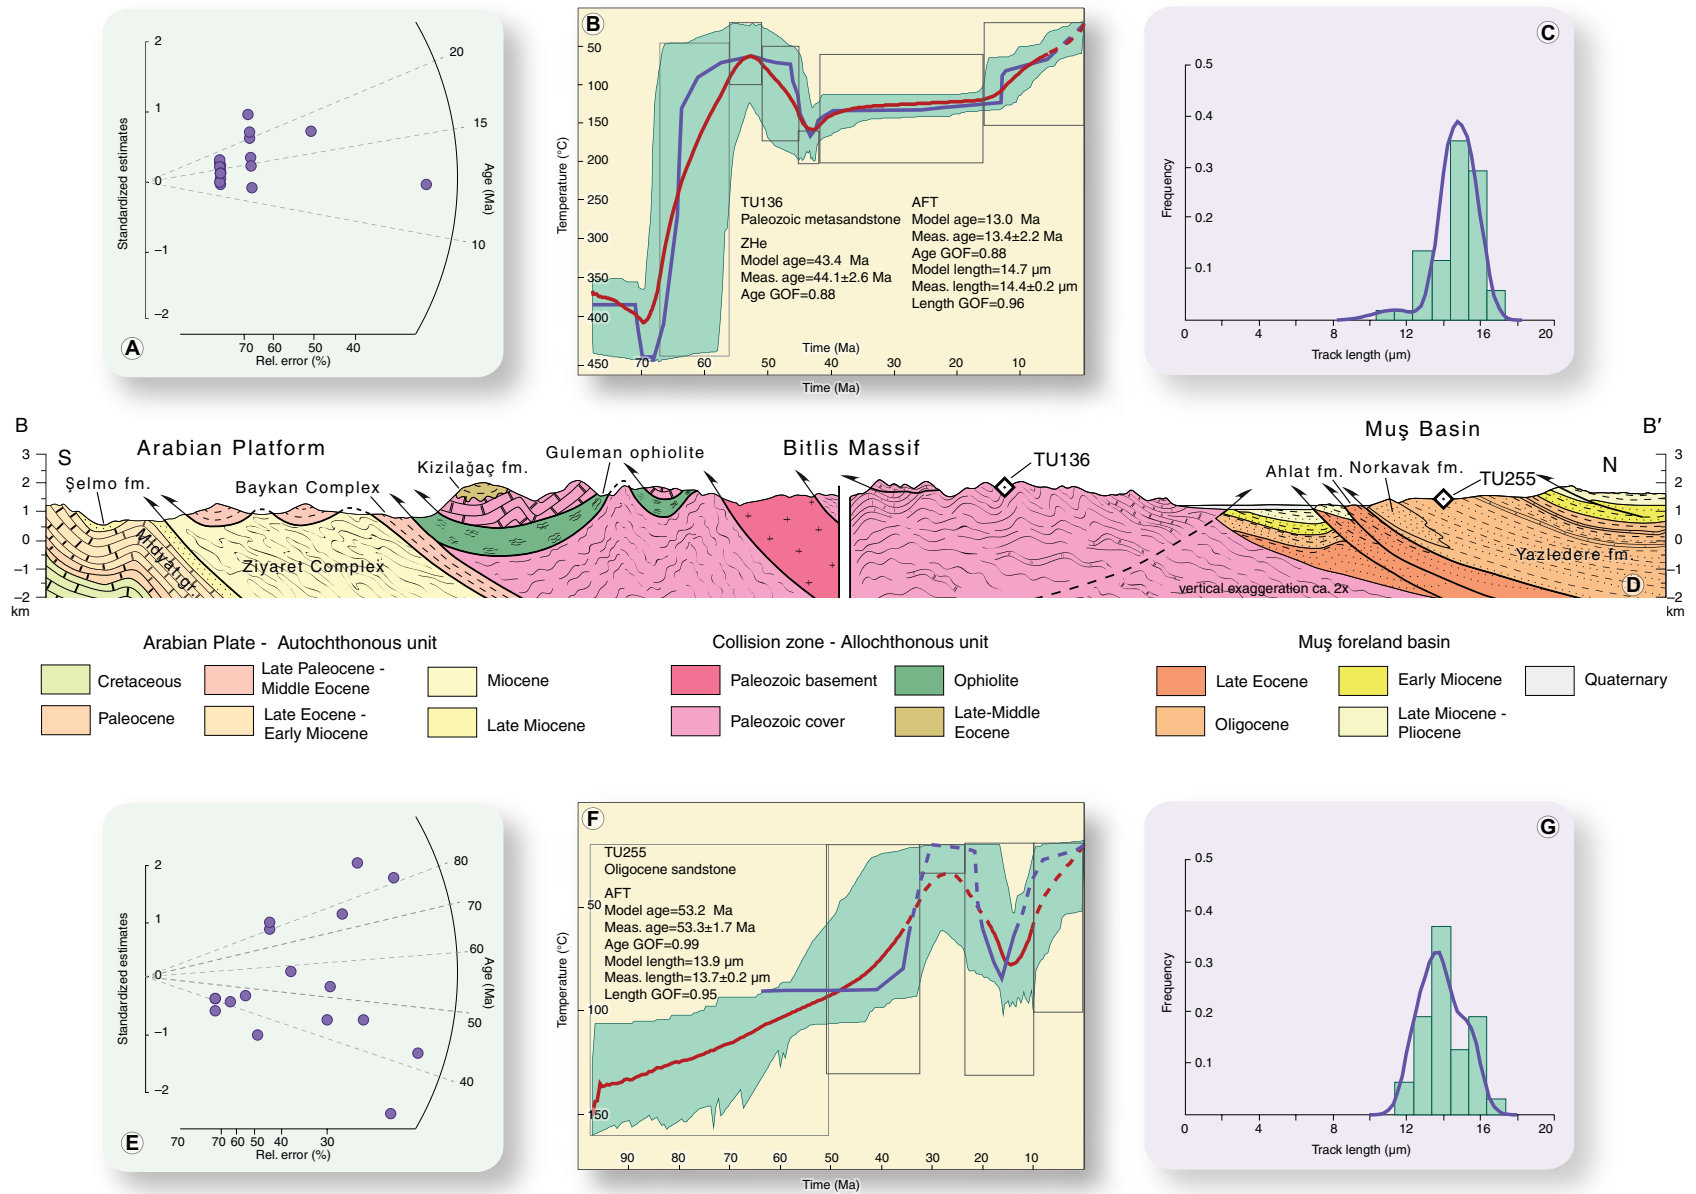 2
1
0
–1
–2
Standardized estimates
20
15
10
Age (Ma)
70 60 50 40
Rel. error (%)
A
B
50
100
150
200
250
300
350
400
450
Temperature (°C)
TU136
Paleozoic metasandstone
ZHe
Model age=43.4 Ma
Meas. age=44.1±2.6 Ma
Age GOF=0.88
AFT
Model age=13.0 Ma
Meas. age=13.4±2.2 Ma
Age GOF=0.88
Model length=14.7 µm
Meas. length=14.4±0.2 µm
Length GOF=0.96
Time (Ma)
70 60 50 40 30 20 10
Time (Ma)
C
0.5
0.4
0.3
0.2
0.1
Frequency
0 4 8 12 16 20
Track length (µm)
B
B′
S
N
Arabian Platform
Bitlis Massif
Muş Basin
Şelmo fm.
Baykan Complex
Kizilağaç fm.
Guleman ophiolite
TU136
Ahlat fm.
Norkavak fm.
TU255
3
2
1
0
–1
–2
km
Midyat gr.
Ziyaret Complex
Yazledere fm.
vertical exaggeration ca. 2x
D
3
2
1
0
–1
–2
km
Arabian Plate - Autochthonous unit
Cretaceous
Paleocene
Late Paleocene -
Middle Eocene
Late Eocene -
Early Miocene
Miocene
Late Miocene
Collision zone - Allochthonous unit
Paleozoic basement
Paleozoic cover
Ophiolite
Late-Middle
Eocene
Muş foreland basin
Late Eocene
Oligocene
Early Miocene
Late Miocene -
Pliocene
Quaternary
2
1
0
–1
–2
Standardized estimates
80
70
60
50
40
Age (Ma)
70 70 60 50 40 30
Rel. error (%)
E
F
TU255
Oligocene sandstone
AFT
Model age=53.2 Ma
Meas. age=53.3±1.7 Ma
Age GOF=0.99
Model length=13.9 µm
Meas. length=13.7±0.2 µm
Length GOF=0.95
50
100
150
Temperature (°C)
90 80 70 60 50 40 30 20 10
Time (Ma)
G
0.5
0.4
0.3
0.2
0.1
Frequency
0 4 8 12 16 20
Track length (µm)